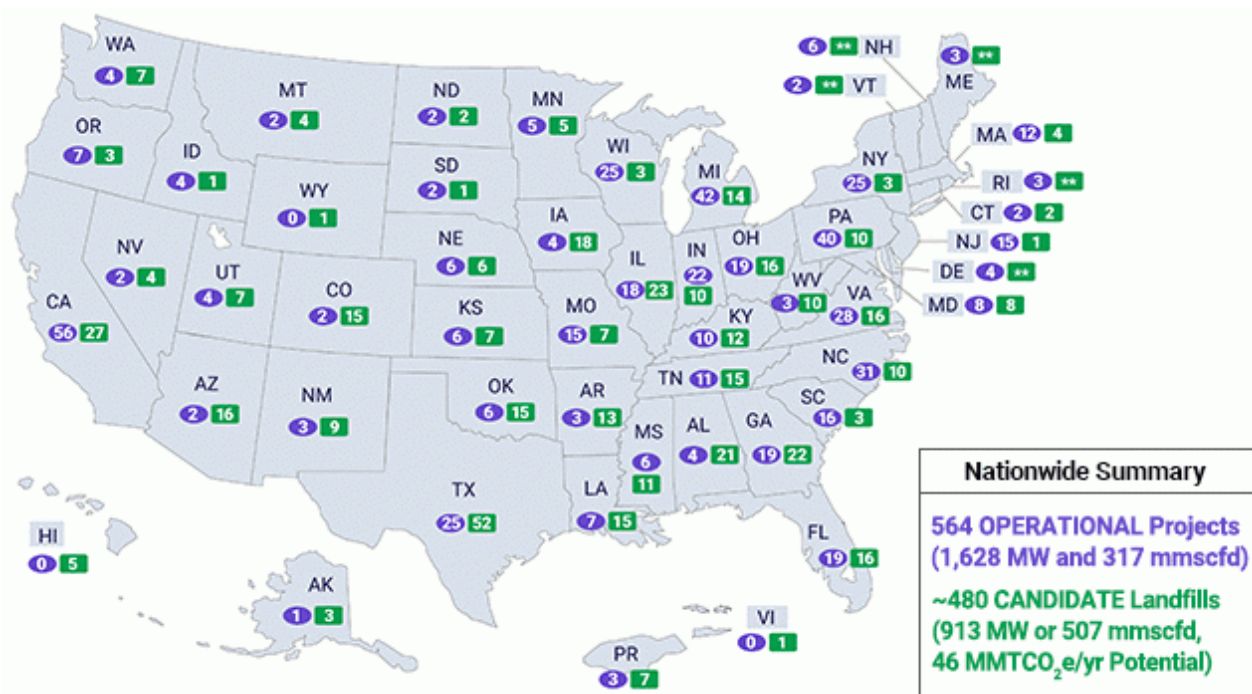 WA
4 7
MT
2 4
ND
2 2
MN
5 5
6 ** NH
2 ** VT
3 **
ME
OR
7 3
ID
4 1
SD
2 1
WI
25 3
MI
42 14
NY
25 3
MA 12 4
RI 3 **
CT 2 2
NJ 15 1
DE 4 **
MD 8 8
WY
0 1
IA
4 18
PA
40 10
NV
2 4
UT
4 7
NE
6 6
IL
18 23
IN
22
10
OH
19 16
WV
3 10
VA
28 16
CA
56 27
CO
2 15
KS
6 7
MO
15 7
KY
10 12
NC
31 10
TN 11 15
AZ
2 16
NM
3 9
OK
6 15
AR
3 13
SC
16 3
MS
6
11
AL
4 21
GA
19 22
TX
25 52
LA
7 15
FL
19 16
HI
0 5
AK
1 3
VI
0 1
PR
3 7
Nationwide Summary
564 OPERATIONAL Projects
(1,628 MW and 317 mmscfd)
~480 CANDIDATE Landfills
(913 MW or 507 mmscfd,
46 MMTCO₂e/yr Potential)